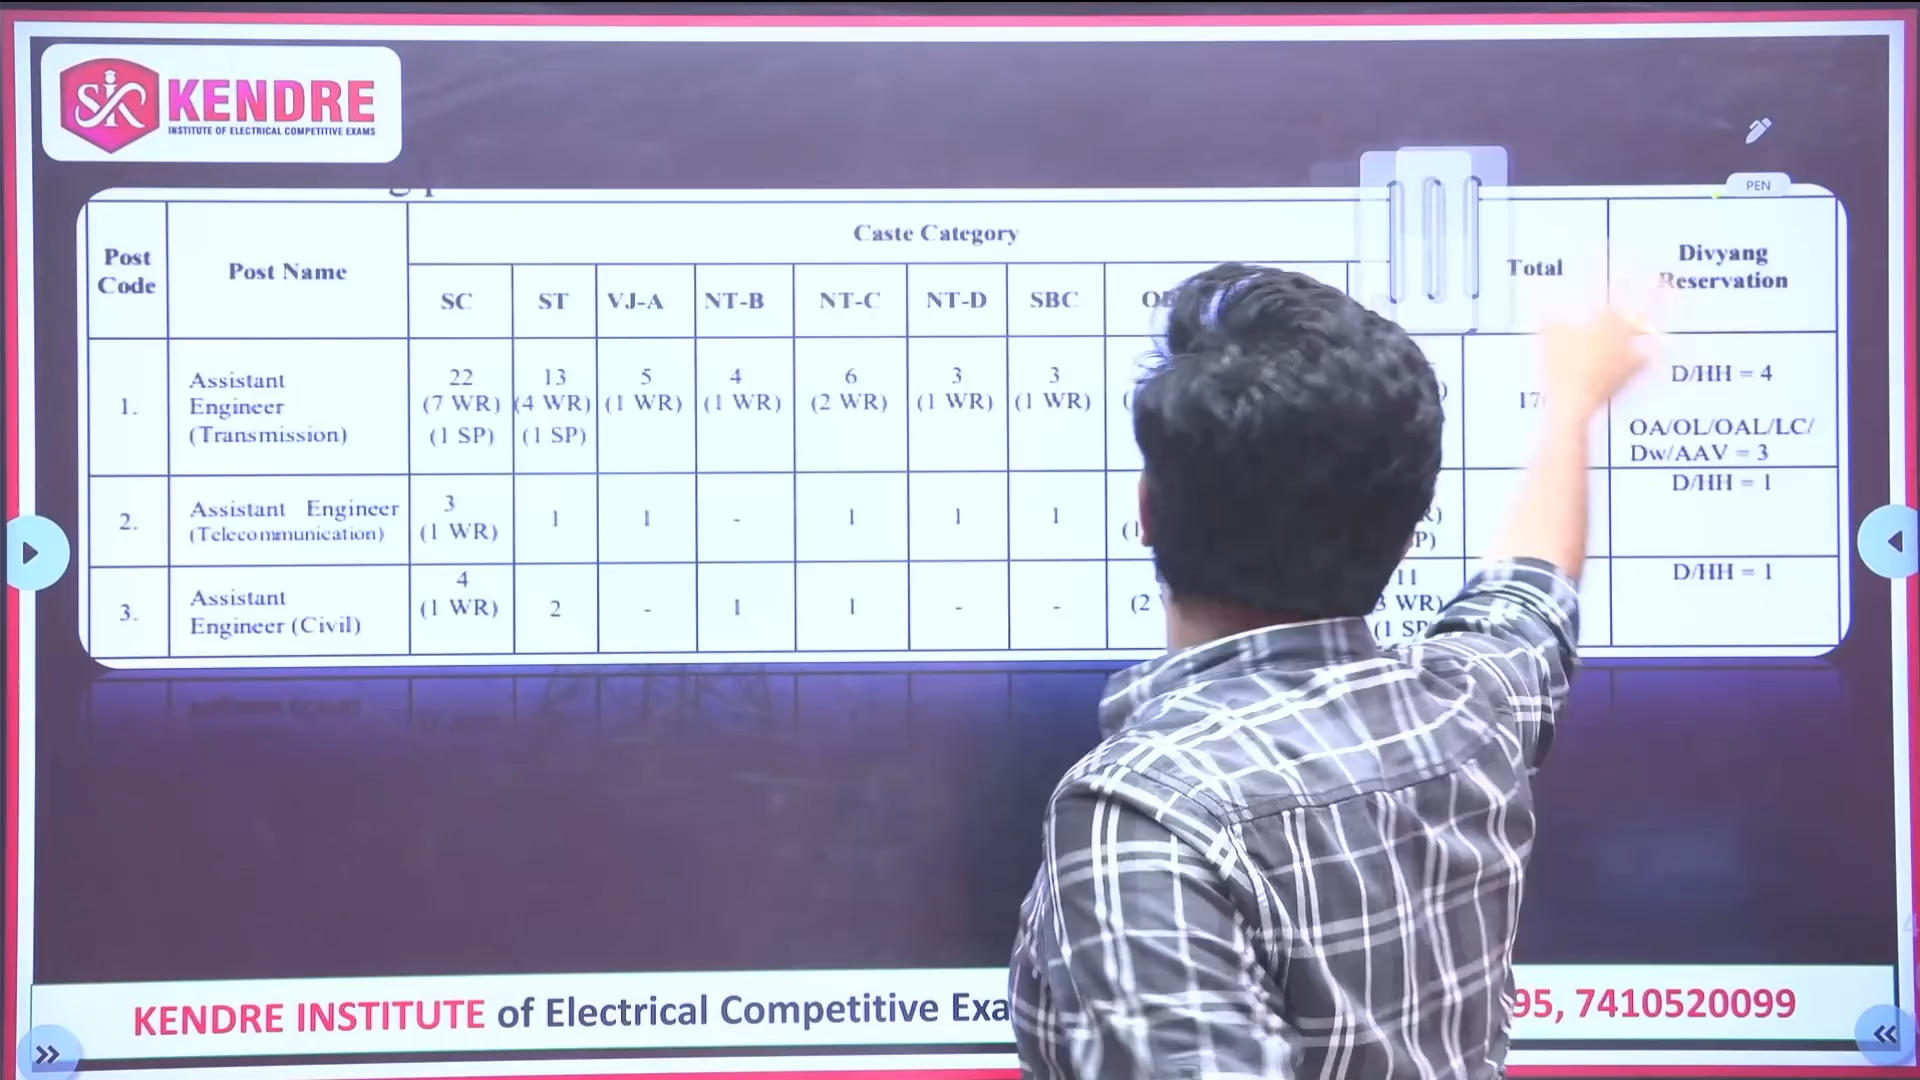 SK KENDRE
INSTITUTE OF ELECTRICAL COMPETITIVE EXAMS
PEN
Post Code
Post Name
Caste Category
Total
Divyang Reservation
SC
ST
VJ-A
NT-B
NT-C
NT-D
SBC
1.
Assistant Engineer (Transmission)
22 (7 WR) (1 SP)
13 (4 WR) (1 SP)
5 (1 WR)
4 (1 WR)
6 (2 WR)
3 (1 WR)
3 (1 WR)
D/HH = 4
OA/OL/OAL/LC/
Dw/AAV = 3
2.
Assistant Engineer (Telecommunication)
3 (1 WR)
1
1
-
1
1
1
D/HH = 1
3.
Assistant Engineer (Civil)
4 (1 WR)
2
-
1
1
-
-
(2
11
WR)
(1 SP
D/HH = 1
KENDRE INSTITUTE of Electrical Competitive Exa
95, 7410520099